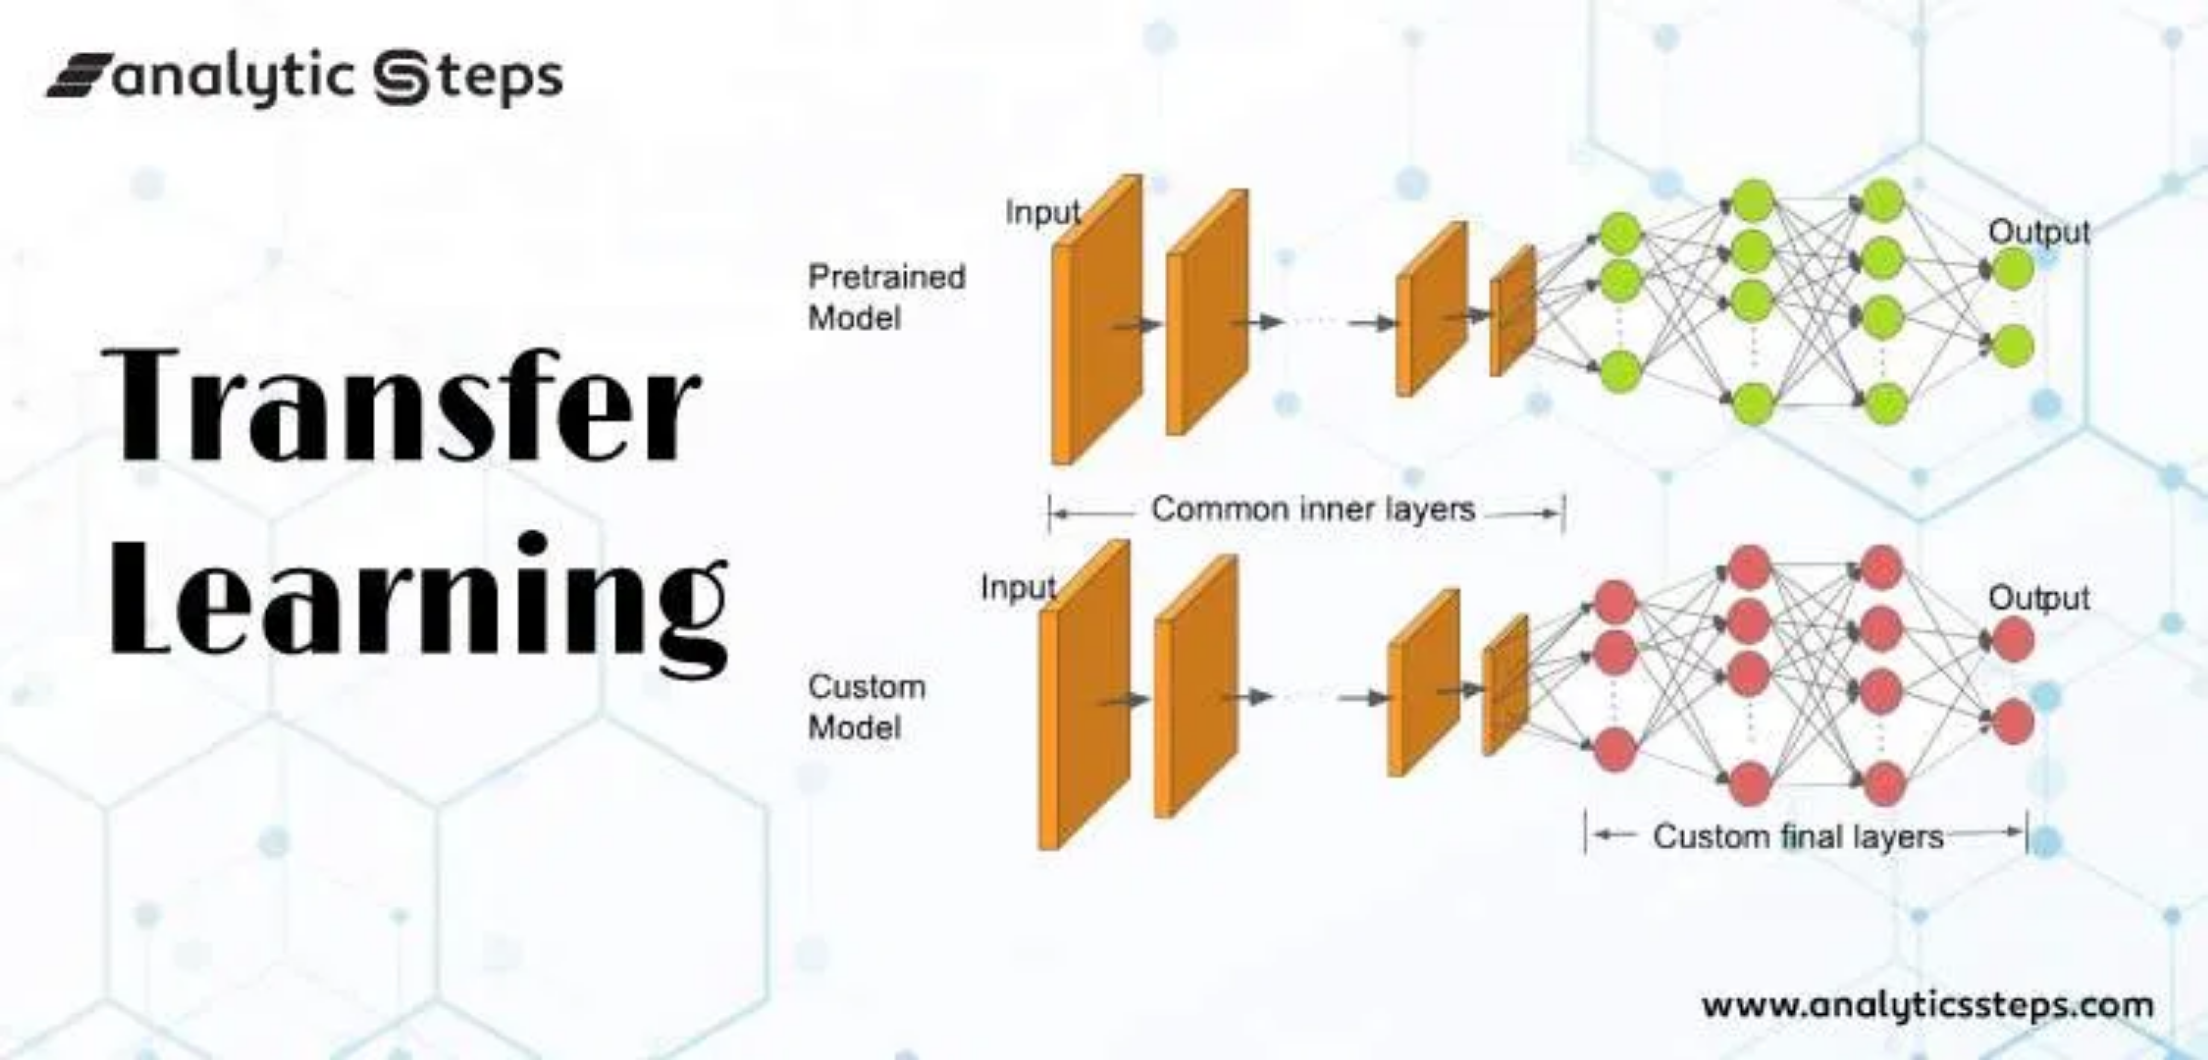 analytic Steps
Transfer
Learning
Input
Pretrained
Model
Output
Common inner layers
Input
Output
Custom
Model
Custom final layers
www.analyticssteps.com